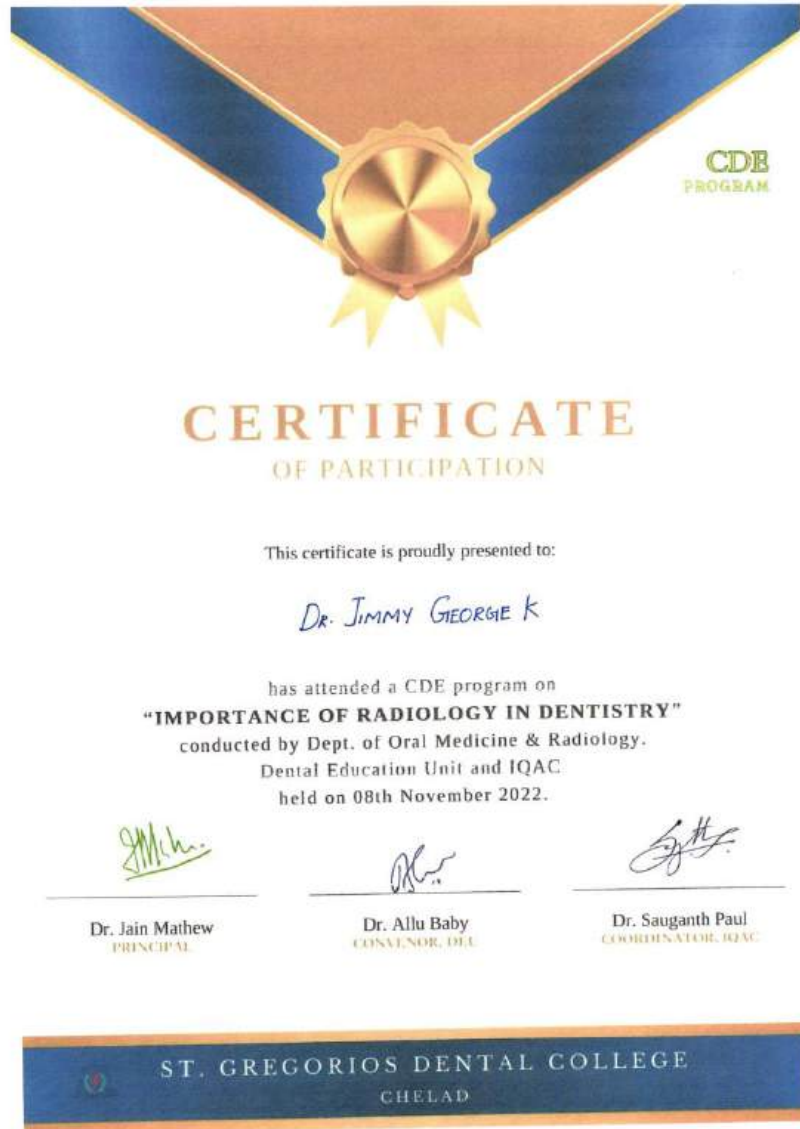 CDE
PROGRAM
CERTIFICATE
OF PARTICIPATION
This certificate is proudly presented to:
DR. JIMMY GEORGE K
has attended a CDE program on
“IMPORTANCE OF RADIOLOGY IN DENTISTRY”
conducted by Dept. of Oral Medicine & Radiology.
Dental Education Unit and IQAC
held on 08th November 2022.
Dr. Jain Mathew
PRINCIPAL
Dr. Allu Baby
CONVENOR, DEU
Dr. Sauganth Paul
COORDINATOR, IQAC
ST. GREGORIOS DENTAL COLLEGE
CHELAD